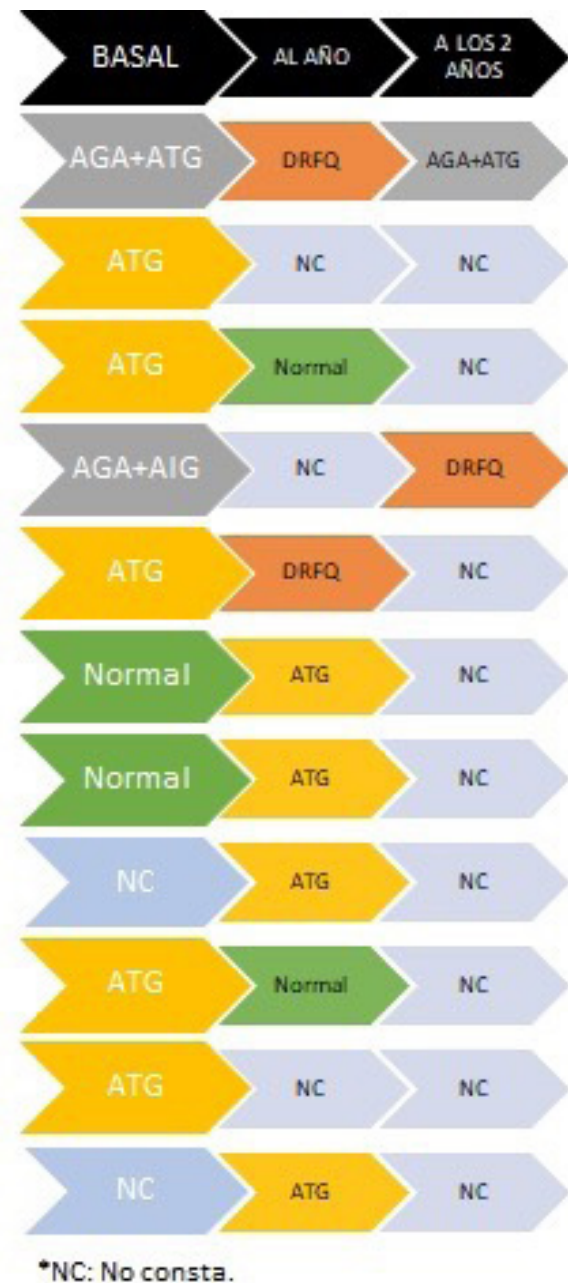 BASAL AL AÑO A LOS 2
AÑOS
AGA+ATG DRFQ AGA+ATG
ATG NC NC
ATG Normal NC
AGA+AIG NC DRFQ
ATG DRFQ NC
Normal ATG NC
Normal ATG NC
NC ATG NC
ATG Normal NC
ATG NC NC
NC ATG NC
*NC: No consta.